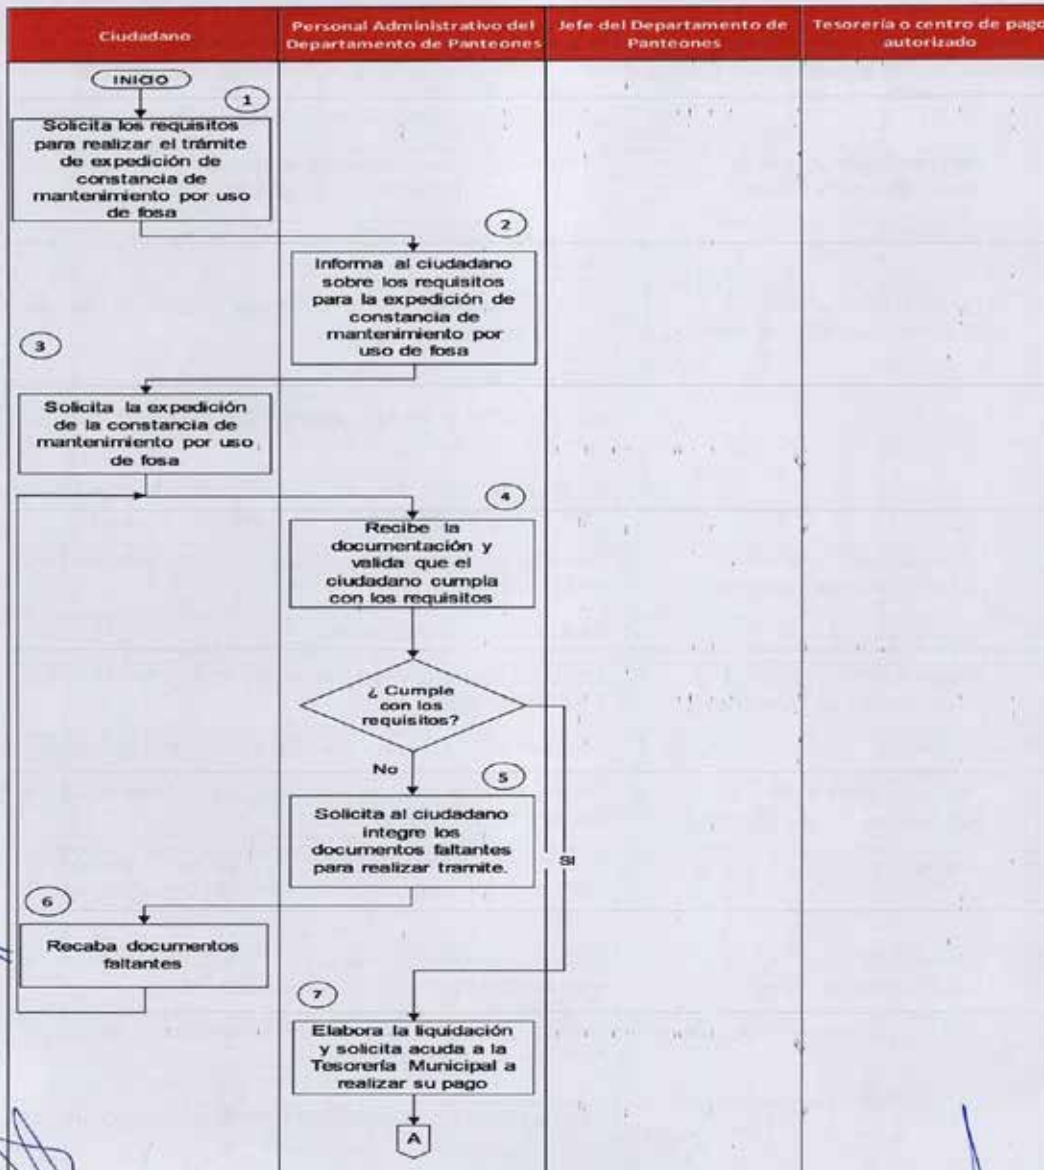 Ciudadano
Personal Administrativo del
Departamento de Panteones
Jefe del Departamento de
Panteones
Tesorería o centro de pago
autorizado
INICIO
1
Solicita los requisitos
para realizar el trámite
de expedición de
constancia de
mantenimiento por uso
de fosa
2
Informa al ciudadano
sobre los requisitos
para la expedición de
constancia de
mantenimiento por
uso de fosa
3
Solicita la expedición
de la constancia de
mantenimiento por uso
de fosa
4
Recibe la
documentación y
valida que el
ciudadano cumpla
con los requisitos
¿ Cumple
con los
requisitos?
No
SI
5
Solicita al ciudadano
integre los
documentos faltantes
para realizar tramite.
6
Recaba documentos
faltantes
7
Elabora la liquidación
y solicita acuda a la
Tesorería Municipal a
realizar su pago
A